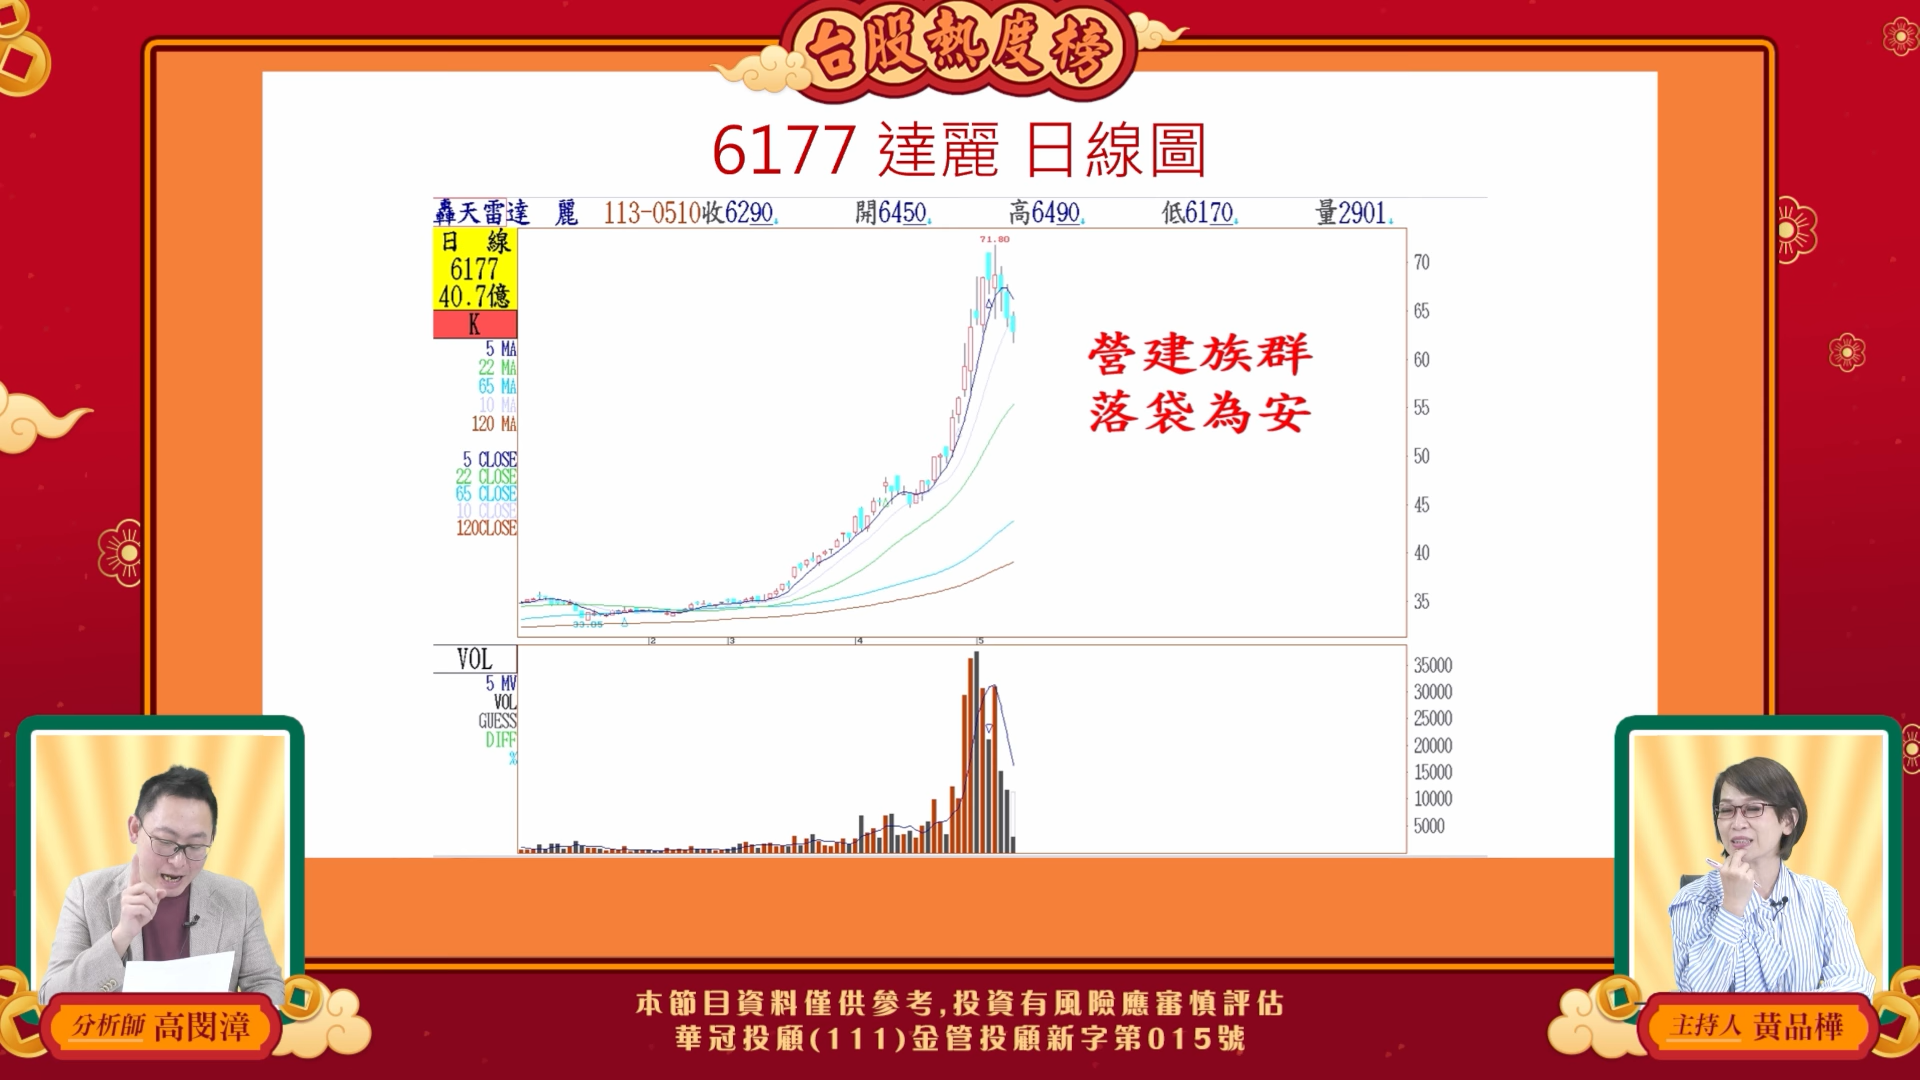 台股熱度榜
6177 達麗 日線圖
轟天雷達 麗 113-0510收6290 開6450 高6490 低6170 量2901
日 線
6177
40.7億
K
5 MA
22 MA
65 MA
10 MA
120 MA
5 CLOSE
22 CLOSE
65 CLOSE
10 CLOSE
120CLOSE
71.80
33.05
營建族群
落袋為安
70
65
60
55
50
45
40
35
2 3 4 5
VOL
5 MV
VOL
GUESS
DIFF
%
35000
30000
25000
20000
15000
10000
5000
分析師 高閔漳
主持人 黃品樺
本節目資料僅供參考,投資有風險應審慎評估
華冠投顧(111)金管投顧新字第015號